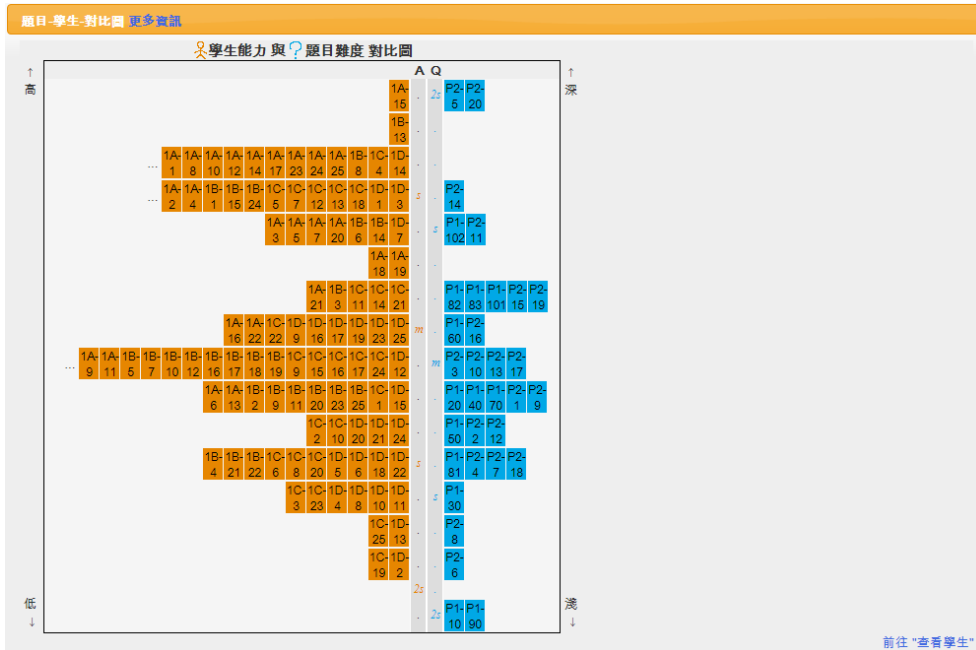 題目-學生-對比圖 更多資訊
學生能力 與 題目難度 對比圖
↑ A Q ↑
高 1A-15 . 2s P2-5 P2-20 深
1B-13 . .
... 1A-1 1A-8 1A-10 1A-12 1A-14 1A-17 1A-23 1A-24 1A-25 1B-8 1C-4 1D-14 . .
... 1A-2 1A-4 1B-1 1B-15 1B-24 1C-5 1C-7 1C-12 1C-13 1C-18 1D-1 1D-3 s . P2-14
1A-3 1A-5 1A-7 1A-20 1B-6 1B-14 1D-7 . s P1-102 P2-11
1A-18 1A-19 . .
1A-21 1B-3 1C-11 1C-14 1C-21 . . P1-82 P1-83 P1-101 P2-15 P2-19
1A-16 1A-22 1C-22 1D-9 1D-16 1D-17 1D-19 1D-23 1D-25 m . P1-60 P2-16
... 1A-9 1A-11 1B-5 1B-7 1B-10 1B-12 1B-16 1B-17 1B-18 1B-19 1C-9 1C-15 1C-16 1C-17 1C-24 1D-12 . m P2-3 P2-10 P2-13 P2-17
1A-6 1A-13 1B-2 1B-9 1B-11 1B-20 1B-23 1B-25 1C-1 1D-15 . . P1-20 P1-40 P1-70 P2-1 P2-9
1C-2 1C-10 1D-20 1D-21 1D-24 . . P1-50 P2-2 P2-12
1B-4 1B-21 1B-22 1C-6 1C-8 1C-20 1D-5 1D-6 1D-18 1D-22 s . P1-81 P2-4 P2-7 P2-18
1C-3 1C-23 1D-4 1D-8 1D-10 1D-11 . s P1-30
1C-25 1D-13 . . P2-8
1C-19 1D-2 . . P2-6
2s .
低 . 2s P1-10 P1-90 淺
↓ ↓
前往 "查看學生"